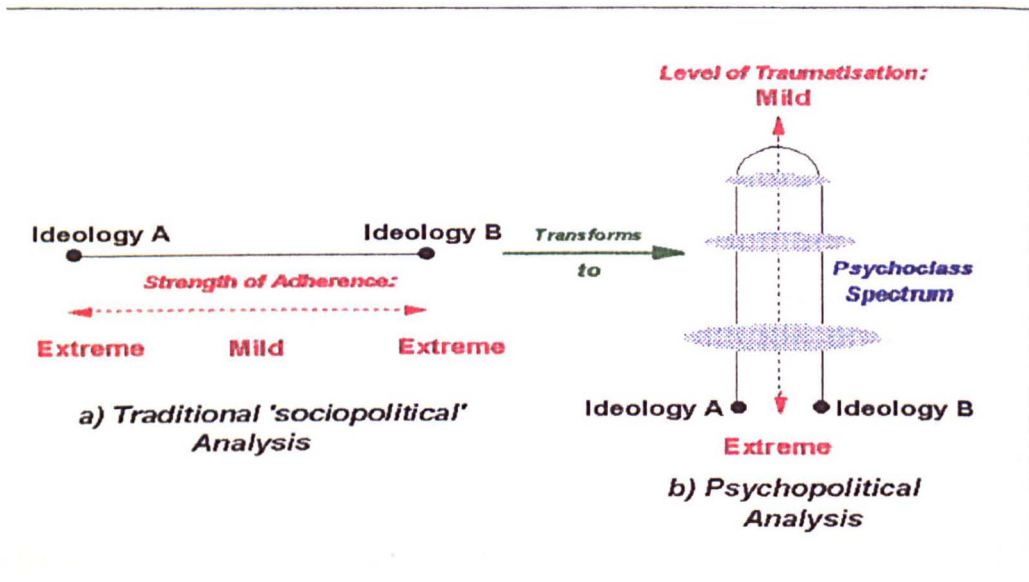 Ideology A
Ideology B
Strength of Adherence:
Extreme
Mild
Extreme
a) Traditional 'sociopolitical'
Analysis
Transforms
to
Level of Traumatisation:
Mild
Psychoclass
Spectrum
Ideology A
Ideology B
Extreme
b) Psychopolitical
Analysis